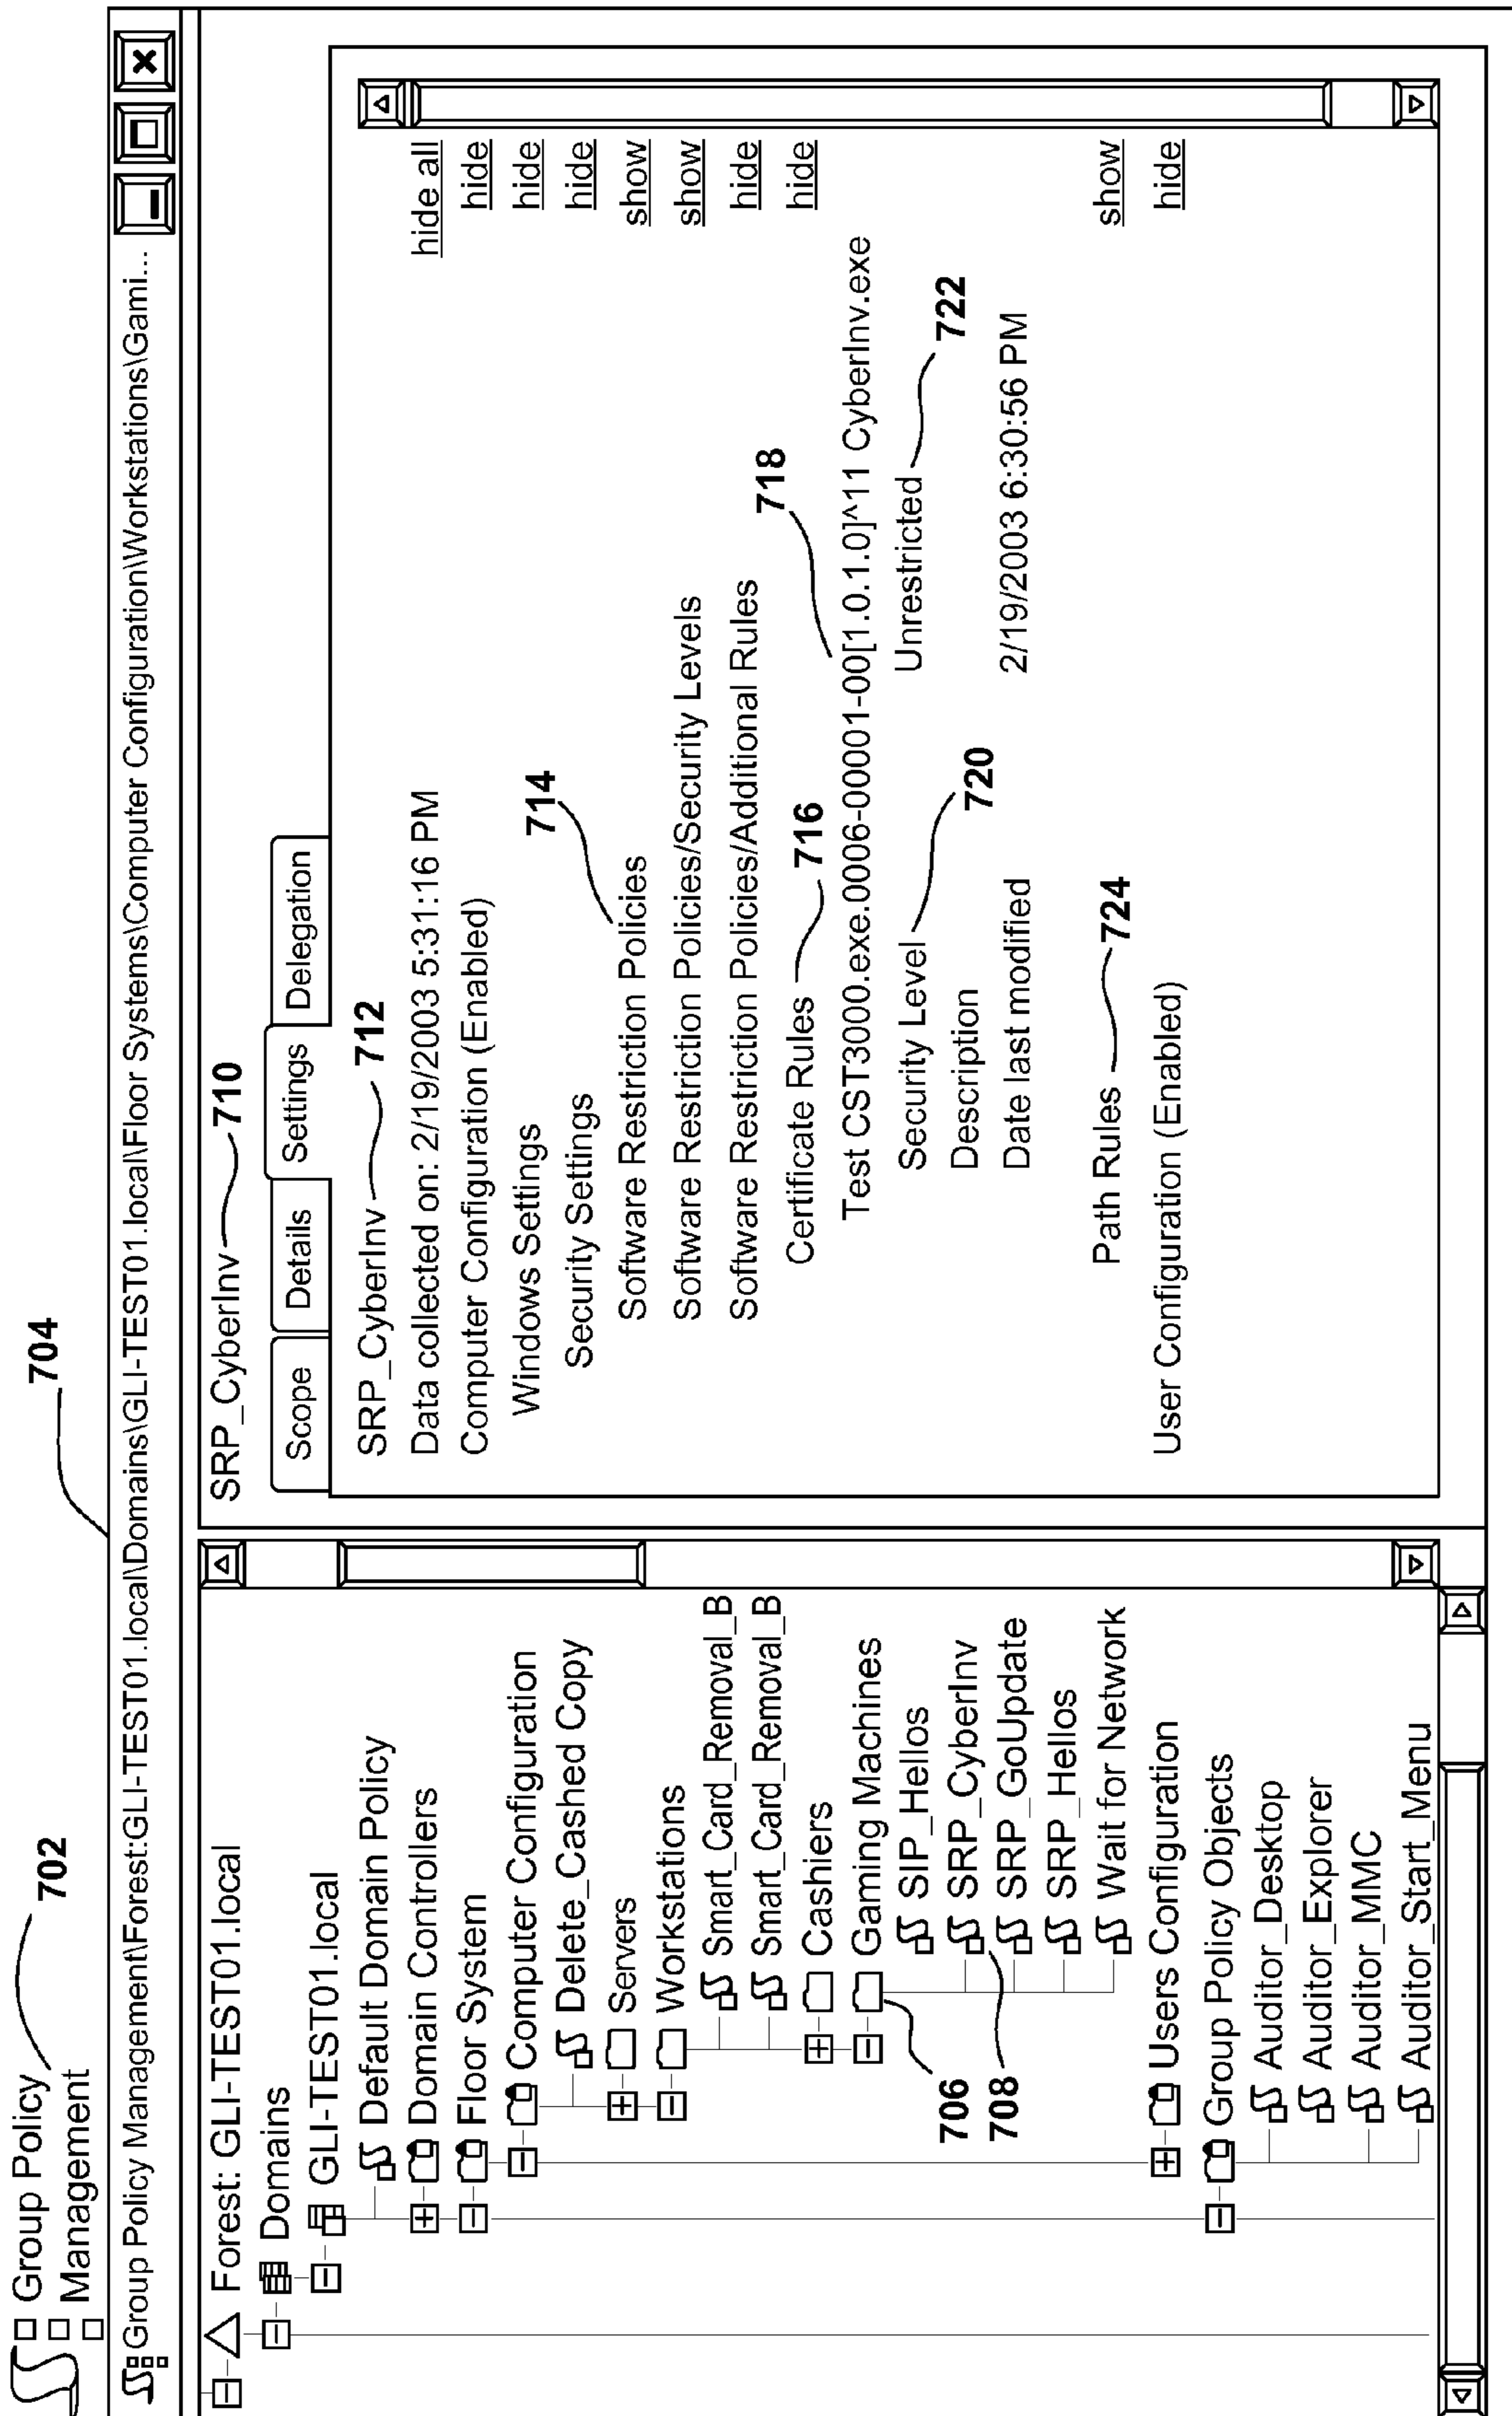 Group Policy
Management
702
704
Group Policy Management\Forest:GLI-TEST01.local\Domains\GLI-TEST01.local\Floor Systems\Computer Configuration\Workstations\Gami...
Forest: GLI-TEST01.local
Domains
GLI-TEST01.local
Default Domain Policy
Domain Controllers
Floor System
Computer Configuration
Delete_Cashed Copy
Servers
Workstations
Smart_Card_Removal_B
Smart_Card_Removal_B
Cashiers
Gaming Machines
706
SIP_Hellos
SRP_CyberInv
708
SRP_GoUpdate
SRP_Hellos
Wait for Network
Users Configuration
Group Policy Objects
Auditor_Desktop
Auditor_Explorer
Auditor_MMC
Auditor_Start_Menu
SRP_CyberInv 710
Scope Details Settings Delegation
SRP_CyberInv 712
Data collected on: 2/19/2003 5:31:16 PM hide all
Computer Configuration (Enabled) hide
Windows Settings hide
714
Security Settings hide
Software Restriction Policies show
Software Restriction Policies/Security Levels show
Software Restriction Policies/Additional Rules hide
718
Certificate Rules 716 hide
Test CST3000.exe.0006-00001-00[1.0.1.0]^11 CyberInv.exe
Security Level Unrestricted 722
720
Description
Date last modified 2/19/2003 6:30:56 PM
Path Rules 724 show
User Configuration (Enabled) hide